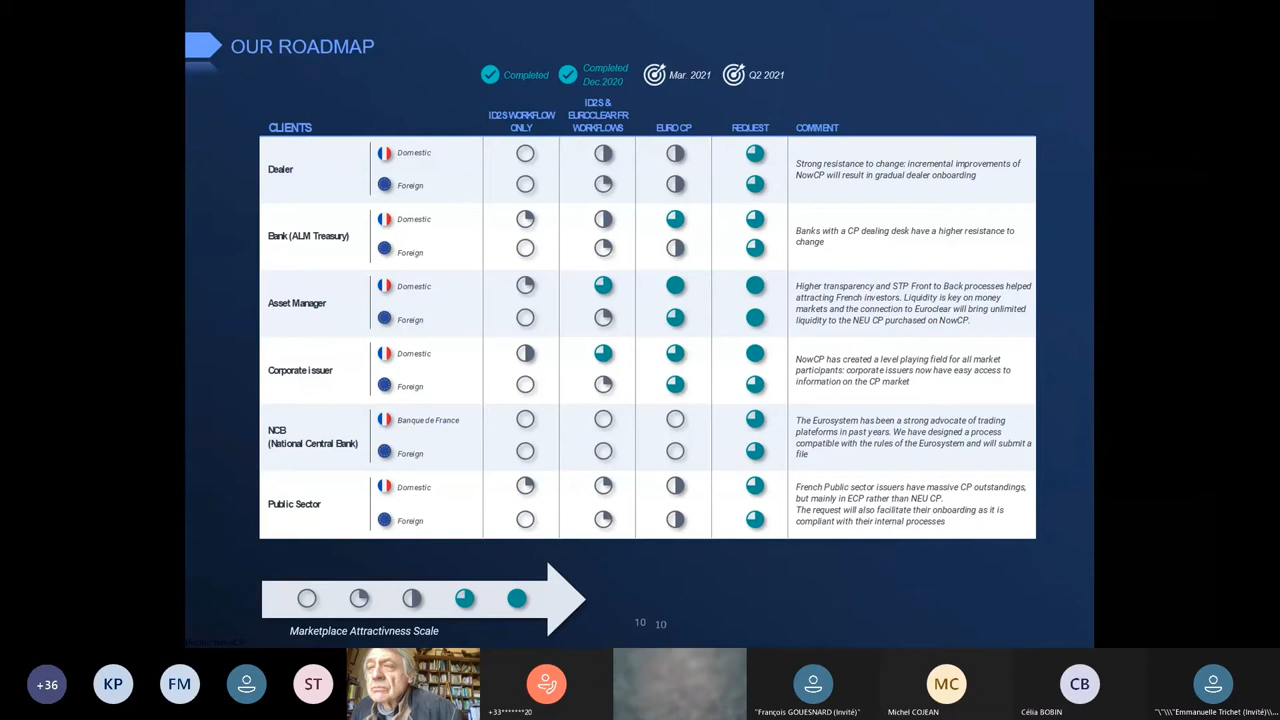 OUR ROADMAP
Completed
Completed
Dec.2020
Mar. 2021
Q2 2021
CLIENTS
ID2S WORKFLOW
ONLY
ID2S &
EUROCLEAR FR
WORKFLOWS
EURO CP
REQUEST
COMMENT
Dealer
Domestic
Foreign
Strong resistance to change: incremental improvements of
NowCP will result in gradual dealer onboarding
Bank (ALM Treasury)
Domestic
Foreign
Banks with a CP dealing desk have a higher resistance to
change
Asset Manager
Domestic
Foreign
Higher transparency and STP Front to Back processes helped
attracting French investors. Liquidity is key on money
markets and the connection to Euroclear will bring unlimited
liquidity to the NEU CP purchased on NowCP.
Corporate issuer
Domestic
Foreign
NowCP has created a level playing field for all market
participants: corporate issuers now have easy access to
information on the CP market
NCB
(National Central Bank)
Banque de France
Foreign
The Eurosystem has been a strong advocate of trading
plateforms in past years. We have designed a process
compatible with the rules of the Eurosystem and will submit a
file
Public Sector
Domestic
Foreign
French Public sector issuers have massive CP outstandings,
but mainly in ECP rather than NEU CP.
The request will also facilitate their onboarding as it is
compliant with their internal processes
Marketplace Attractivness Scale
10 10
+36
KP
FM
ST
+33*******20
"François GOUESNARD (Invité)"
MC
Michel COJEAN
CB
Célia BOBIN
"\"\\\"Emmanuelle Trichet (Invité)\\...